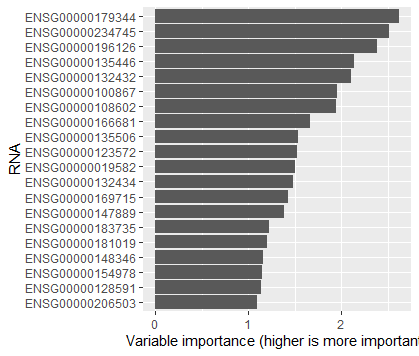 ENSG00000179344
ENSG00000234745
ENSG00000196126
ENSG00000135446
ENSG00000132432
ENSG00000100867
ENSG00000108602
ENSG00000166681
ENSG00000135506
ENSG00000123572
ENSG00000019582
ENSG00000132434
ENSG00000169715
ENSG00000147889
ENSG00000183735
ENSG00000181019
ENSG00000148346
ENSG00000154978
ENSG00000128591
ENSG00000206503
RNA
0 1 2
Variable importance (higher is more important